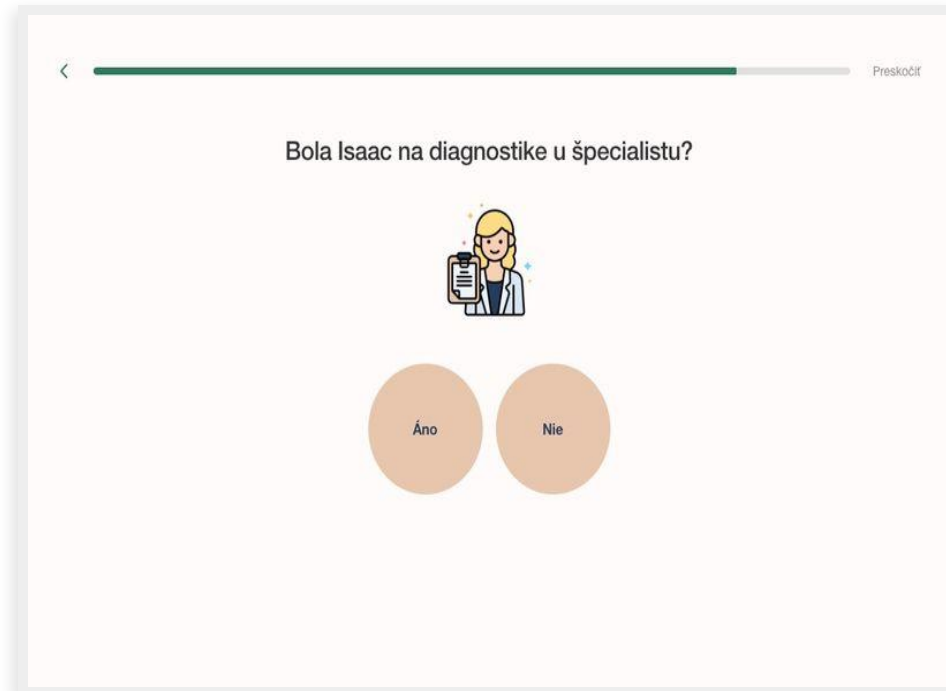 Preskočiť
Bola Isaac na diagnostike u špecialistu?
Áno
Nie